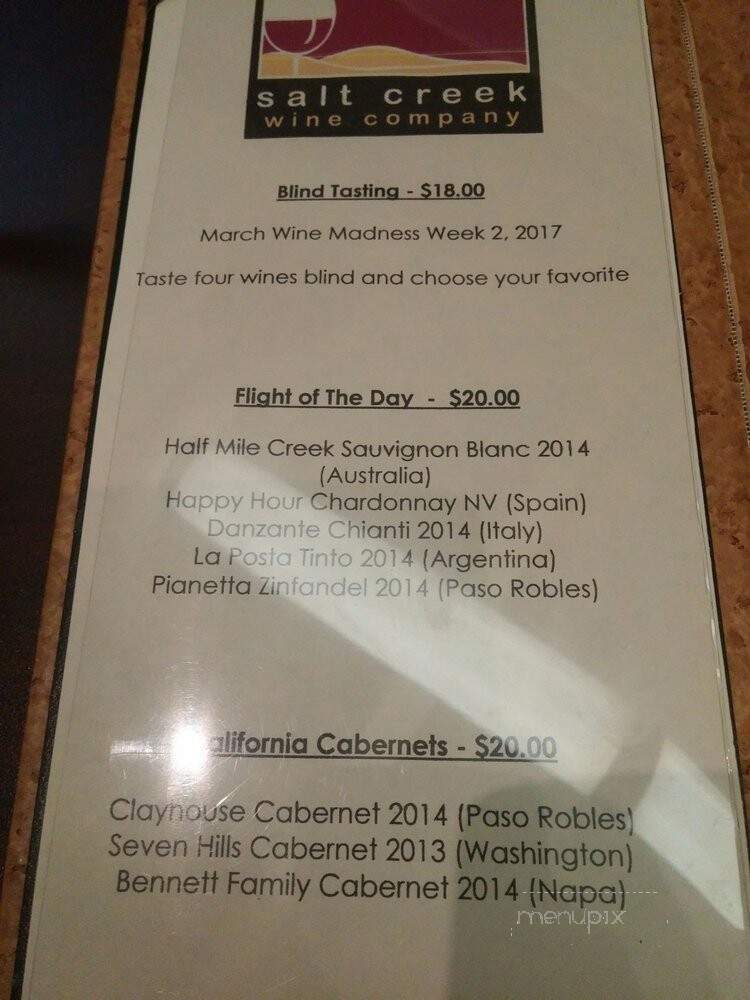 salt creek
wine company
Blind Tasting - $18.00
March Wine Madness Week 2, 2017
Taste four wines blind and choose your favorite
Flight of The Day - $20.00
Half Mile Creek Sauvignon Blanc 2014
(Australia)
Happy Hour Chardonnay NV (Spain)
Danzante Chianti 2014 (Italy)
La Posta Tinto 2014 (Argentina)
Pianetta Zinfandel 2014 (Paso Robles)
alifornia Cabernets - $20.00
Clayhouse Cabernet 2014 (Paso Robles)
Seven Hills Cabernet 2013 (Washington)
Bennett Family Cabernet 2014 (Napa)
menupix